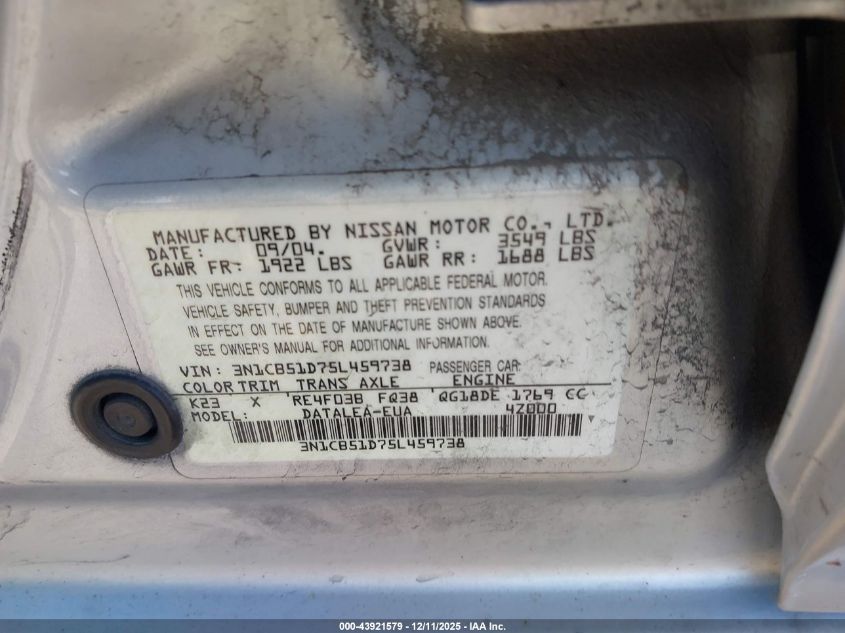 MANUFACTURED BY NISSAN MOTOR CO., LTD.
DATE: 09/04. GVWR: 3549 LBS
GAWR FR: 1922 LBS GAWR RR: 1688 LBS
THIS VEHICLE CONFORMS TO ALL APPLICABLE FEDERAL MOTOR
VEHICLE SAFETY, BUMPER AND THEFT PREVENTION STANDARDS
IN EFFECT ON THE DATE OF MANUFACTURE SHOWN ABOVE.
SEE OWNER'S MANUAL FOR ADDITIONAL INFORMATION.
VIN: 3N1CB51D75L459738 PASSENGER CAR
COLOR TRIM TRANS AXLE ENGINE
K23 X RE4F03B FQ38 QG18DE 1769 CC
MODEL: DATALEA-EUA 4Z000
3N1CB51D75L459738
000-43921579 - 12/11/2025 - IAA Inc.